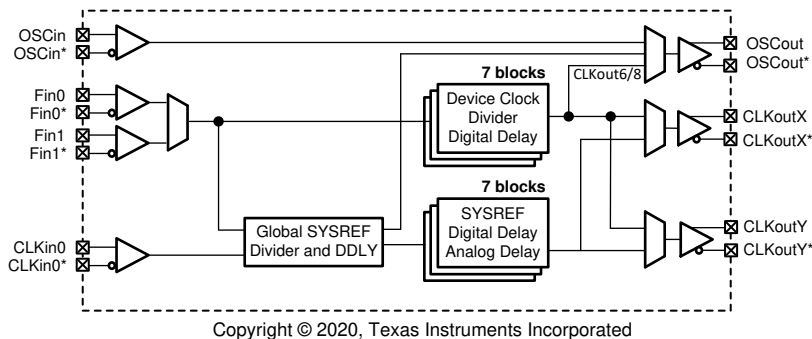 OSCin
OSCin*
Fin0
Fin0*
Fin1
Fin1*
CLKin0
CLKin0*
Global SYSREF
Divider and DDLY
7 blocks
Device Clock
Divider
Digital Delay
7 blocks
SYSREF
Digital Delay
Analog Delay
CLKout6/8
OSCout
OSCout*
CLKoutX
CLKoutX*
CLKoutY
CLKoutY*
Copyright © 2020, Texas Instruments Incorporated